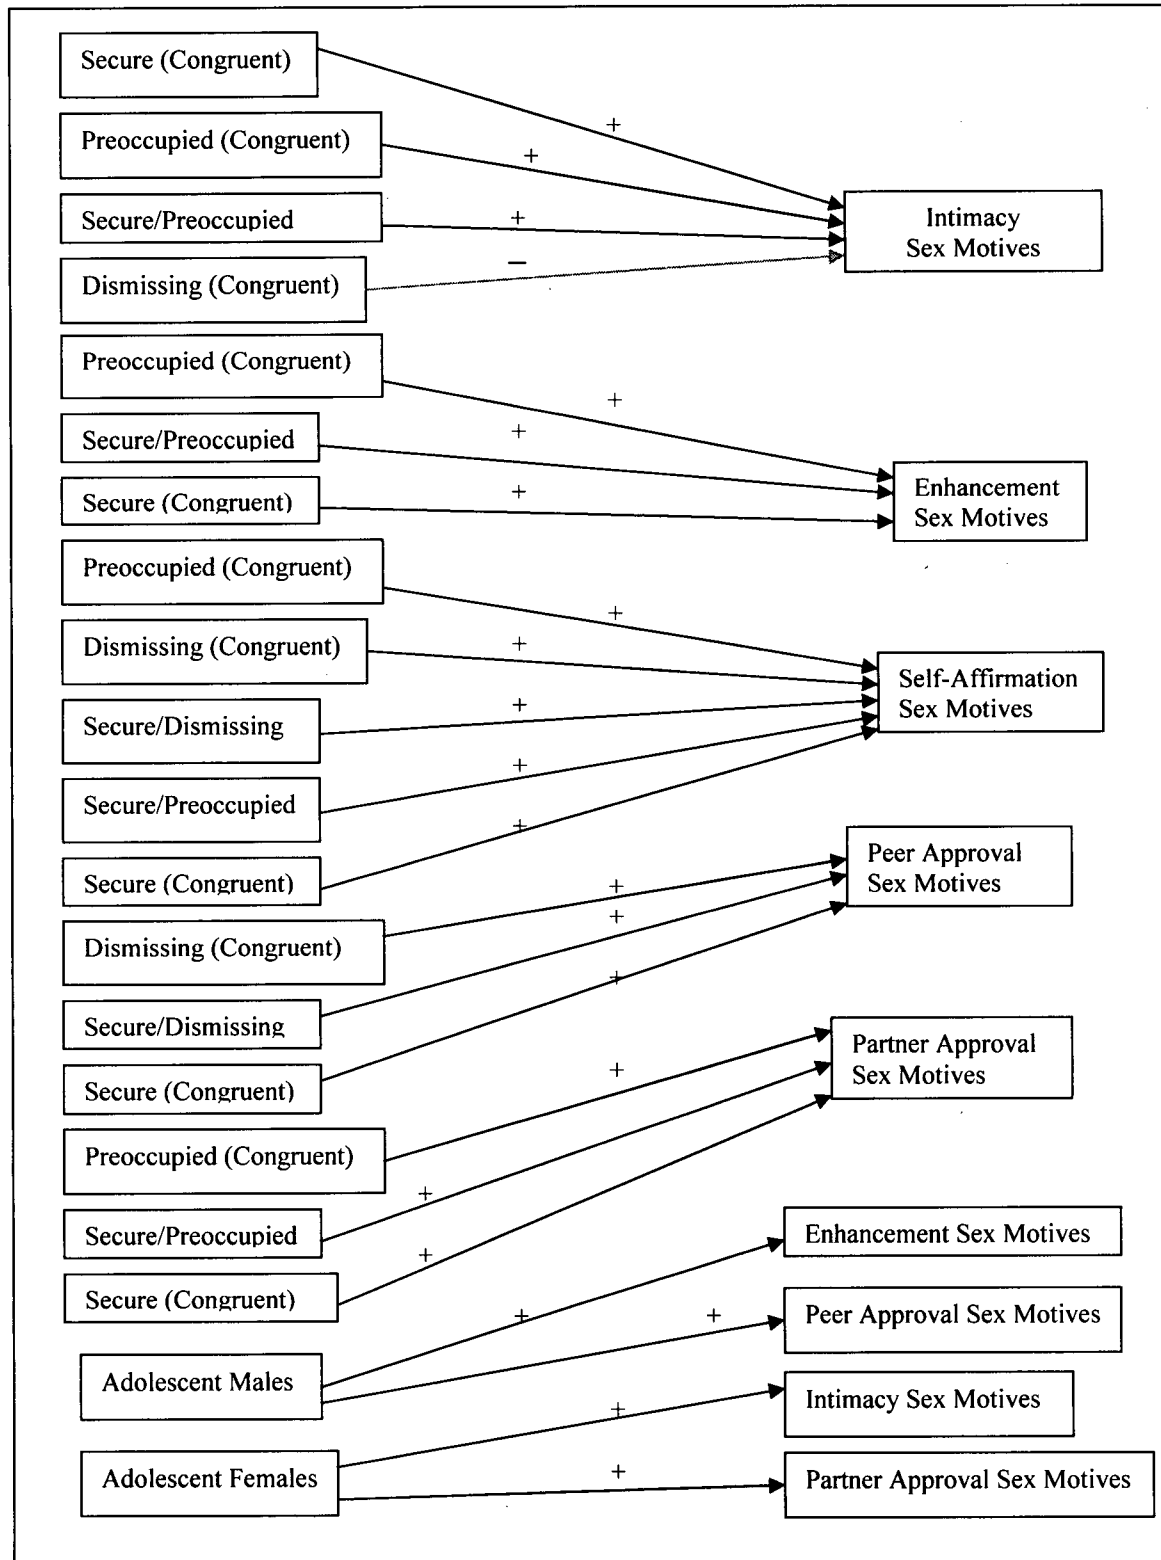 Secure (Congruent)
+
Preoccupied (Congruent)
+
Secure/Preoccupied
+
Intimacy
Sex Motives
–
Dismissing (Congruent)
Preoccupied (Congruent)
+
Secure/Preoccupied
+
Enhancement
Sex Motives
Secure (Congruent)
+
Preoccupied (Congruent)
+
Dismissing (Congruent)
+
Self-Affirmation
Sex Motives
Secure/Dismissing
+
Secure/Preoccupied
+
Secure (Congruent)
+
Peer Approval
Sex Motives
Dismissing (Congruent)
+
Secure/Dismissing
+
Secure (Congruent)
+
Partner Approval
Sex Motives
Preoccupied (Congruent)
+
Secure/Preoccupied
+
Secure (Congruent)
+
Enhancement Sex Motives
Adolescent Males
+
+
Peer Approval Sex Motives
Intimacy Sex Motives
Adolescent Females
+
+
Partner Approval Sex Motives